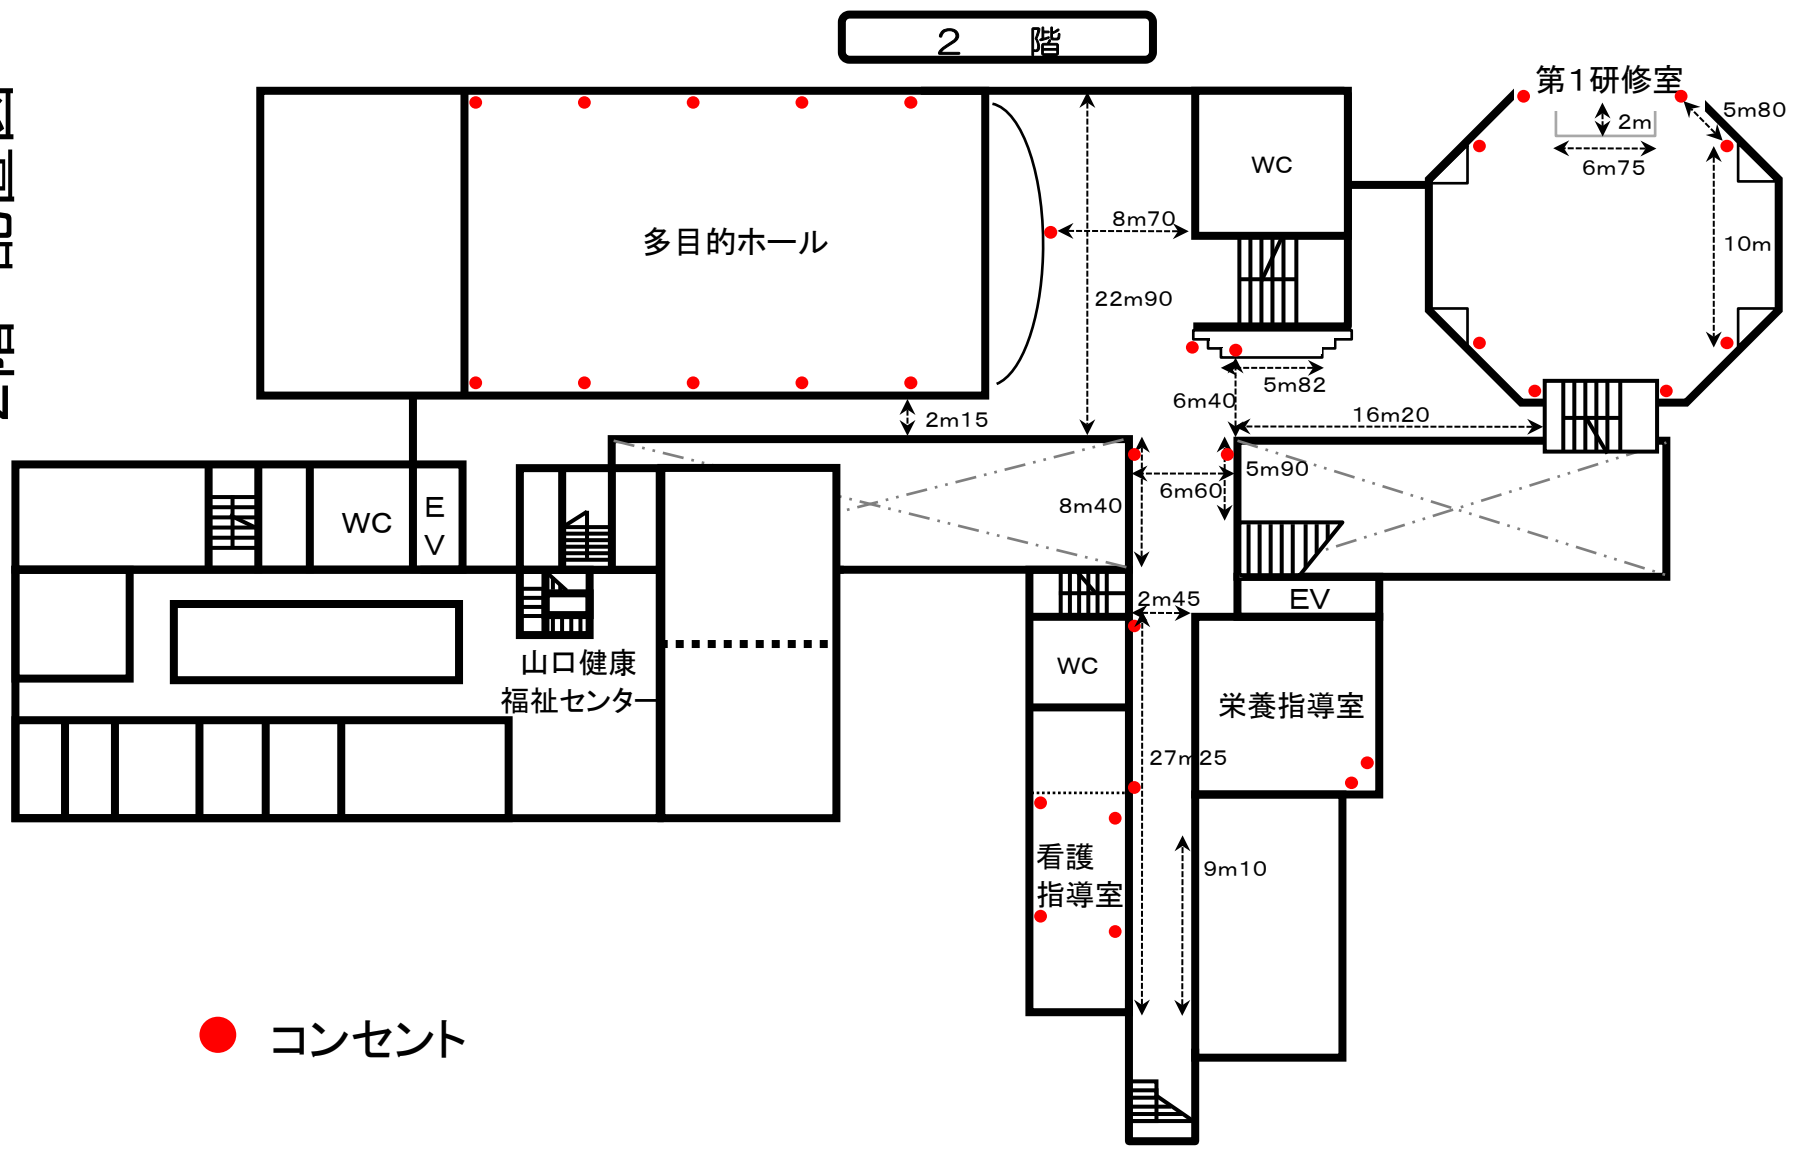 ２　階
第１研修室
5m80
2m
6m75
WC
多目的ホール
8m70
10m
22m90
5m82
6m40
16m20
2m15
5m90
6m60
8m40
WC
E
V
2m45
EV
山口健康
福祉センター
WC
栄養指導室
27m25
看護
指導室
9m10
コンセント